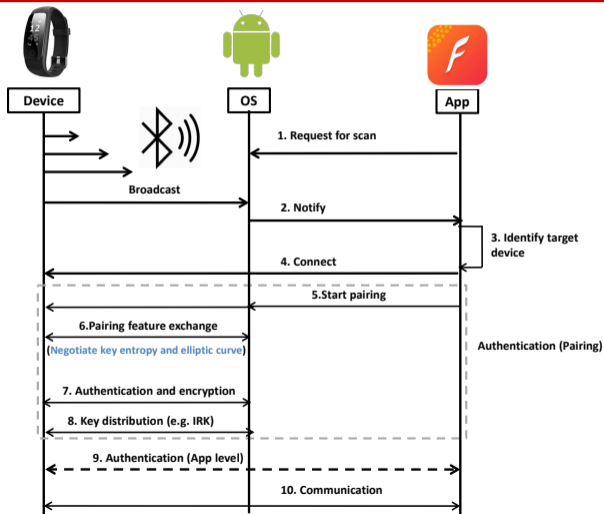 Device
OS
App
1. Request for scan
Broadcast
2. Notify
3. Identify target
device
4. Connect
5.Start pairing
6.Pairing feature exchange
(Negotiate key entropy and elliptic curve)
Authentication (Pairing)
7. Authentication and encryption
8. Key distribution (e.g. IRK)
9. Authentication (App level)
10. Communication